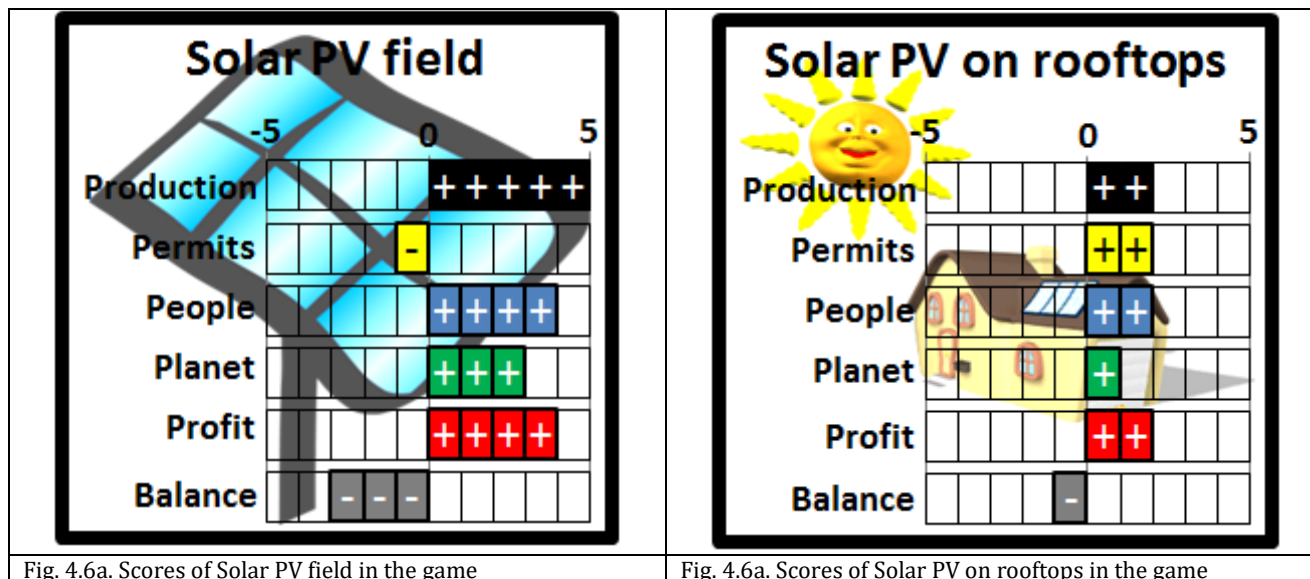 Solar PV field
-5 0 5
Production +++++
Permits -
People ++++
Planet +++
Profit ++++
Balance ---
Fig. 4.6a. Scores of Solar PV field in the game
Solar PV on rooftops
-5 0 5
Production ++
Permits ++
People ++
Planet +
Profit ++
Balance -
Fig. 4.6a. Scores of Solar PV on rooftops in the game